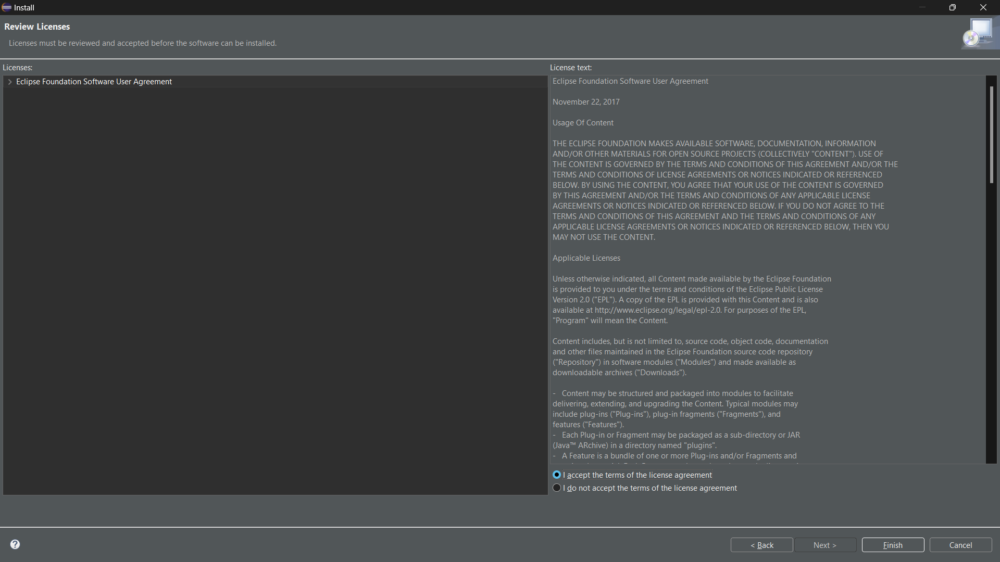 Install
Review Licenses
Licenses must be reviewed and accepted before the software can be installed.
Licenses:
Eclipse Foundation Software User Agreement
License text:
Eclipse Foundation Software User Agreement
November 22, 2017
Usage Of Content
THE ECLIPSE FOUNDATION MAKES AVAILABLE SOFTWARE, DOCUMENTATION, INFORMATION
AND/OR OTHER MATERIALS FOR OPEN SOURCE PROJECTS (COLLECTIVELY "CONTENT"). USE OF
THE CONTENT IS GOVERNED BY THE TERMS AND CONDITIONS OF THIS AGREEMENT AND/OR THE
TERMS AND CONDITIONS OF LICENSE AGREEMENTS OR NOTICES INDICATED OR REFERENCED
BELOW. BY USING THE CONTENT, YOU AGREE THAT YOUR USE OF THE CONTENT IS GOVERNED
BY THIS AGREEMENT AND/OR THE TERMS AND CONDITIONS OF ANY APPLICABLE LICENSE
AGREEMENTS OR NOTICES INDICATED OR REFERENCED BELOW. IF YOU DO NOT AGREE TO THE
TERMS AND CONDITIONS OF THIS AGREEMENT AND THE TERMS AND CONDITIONS OF ANY
APPLICABLE LICENSE AGREEMENTS OR NOTICES INDICATED OR REFERENCED BELOW, THEN YOU
MAY NOT USE THE CONTENT.
Applicable Licenses
Unless otherwise indicated, all Content made available by the Eclipse Foundation
is provided to you under the terms and conditions of the Eclipse Public License
Version 2.0 ("EPL"). A copy of the EPL is provided with this Content and is also
available at http://www.eclipse.org/legal/epl-2.0. For purposes of the EPL,
"Program" will mean the Content.
Content includes, but is not limited to, source code, object code, documentation
and other files maintained in the Eclipse Foundation source code repository
("Repository") in software modules ("Modules") and made available as
downloadable archives ("Downloads").
- Content may be structured and packaged into modules to facilitate
delivering, extending, and upgrading the Content. Typical modules may
include plug-ins ("Plug-ins"), plug-in fragments ("Fragments"), and
features ("Features").
- Each Plug-in or Fragment may be packaged as a sub-directory or JAR
(Java™ ARchive) in a directory named "plugins".
- A Feature is a bundle of one or more Plug-ins and/or Fragments and
I accept the terms of the license agreement
I do not accept the terms of the license agreement
?
< Back
Next >
Finish
Cancel